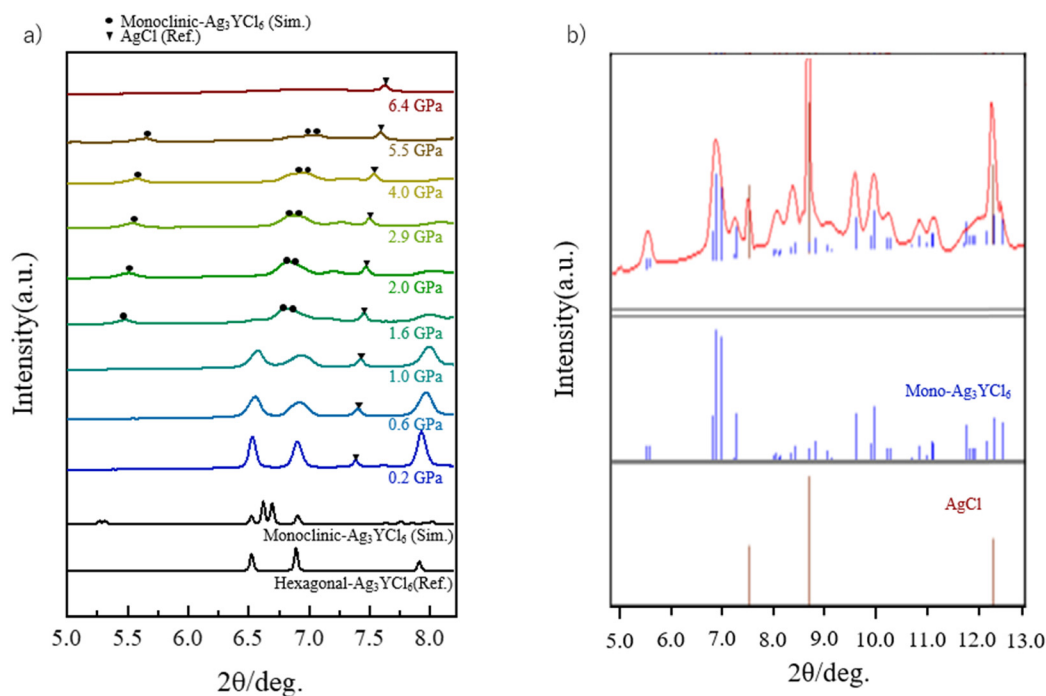 a)
● Monoclinic-Ag₃YCl₆ (Sim.)
▼ AgCl (Ref.)
Intensity(a.u.)
6.4 GPa
5.5 GPa
4.0 GPa
2.9 GPa
2.0 GPa
1.6 GPa
1.0 GPa
0.6 GPa
0.2 GPa
Monoclinic-Ag₃YCl₆ (Sim.)
Hexagonal-Ag₃YCl₆(Ref.)
5.0 5.5 6.0 6.5 7.0 7.5 8.0
2θ/deg.
b)
Intensity(a.u.)
Mono-Ag₃YCl₆
AgCl
5.0 6.0 7.0 8.0 9.0 10.0 11.0 12.0 13.0
2θ/deg.